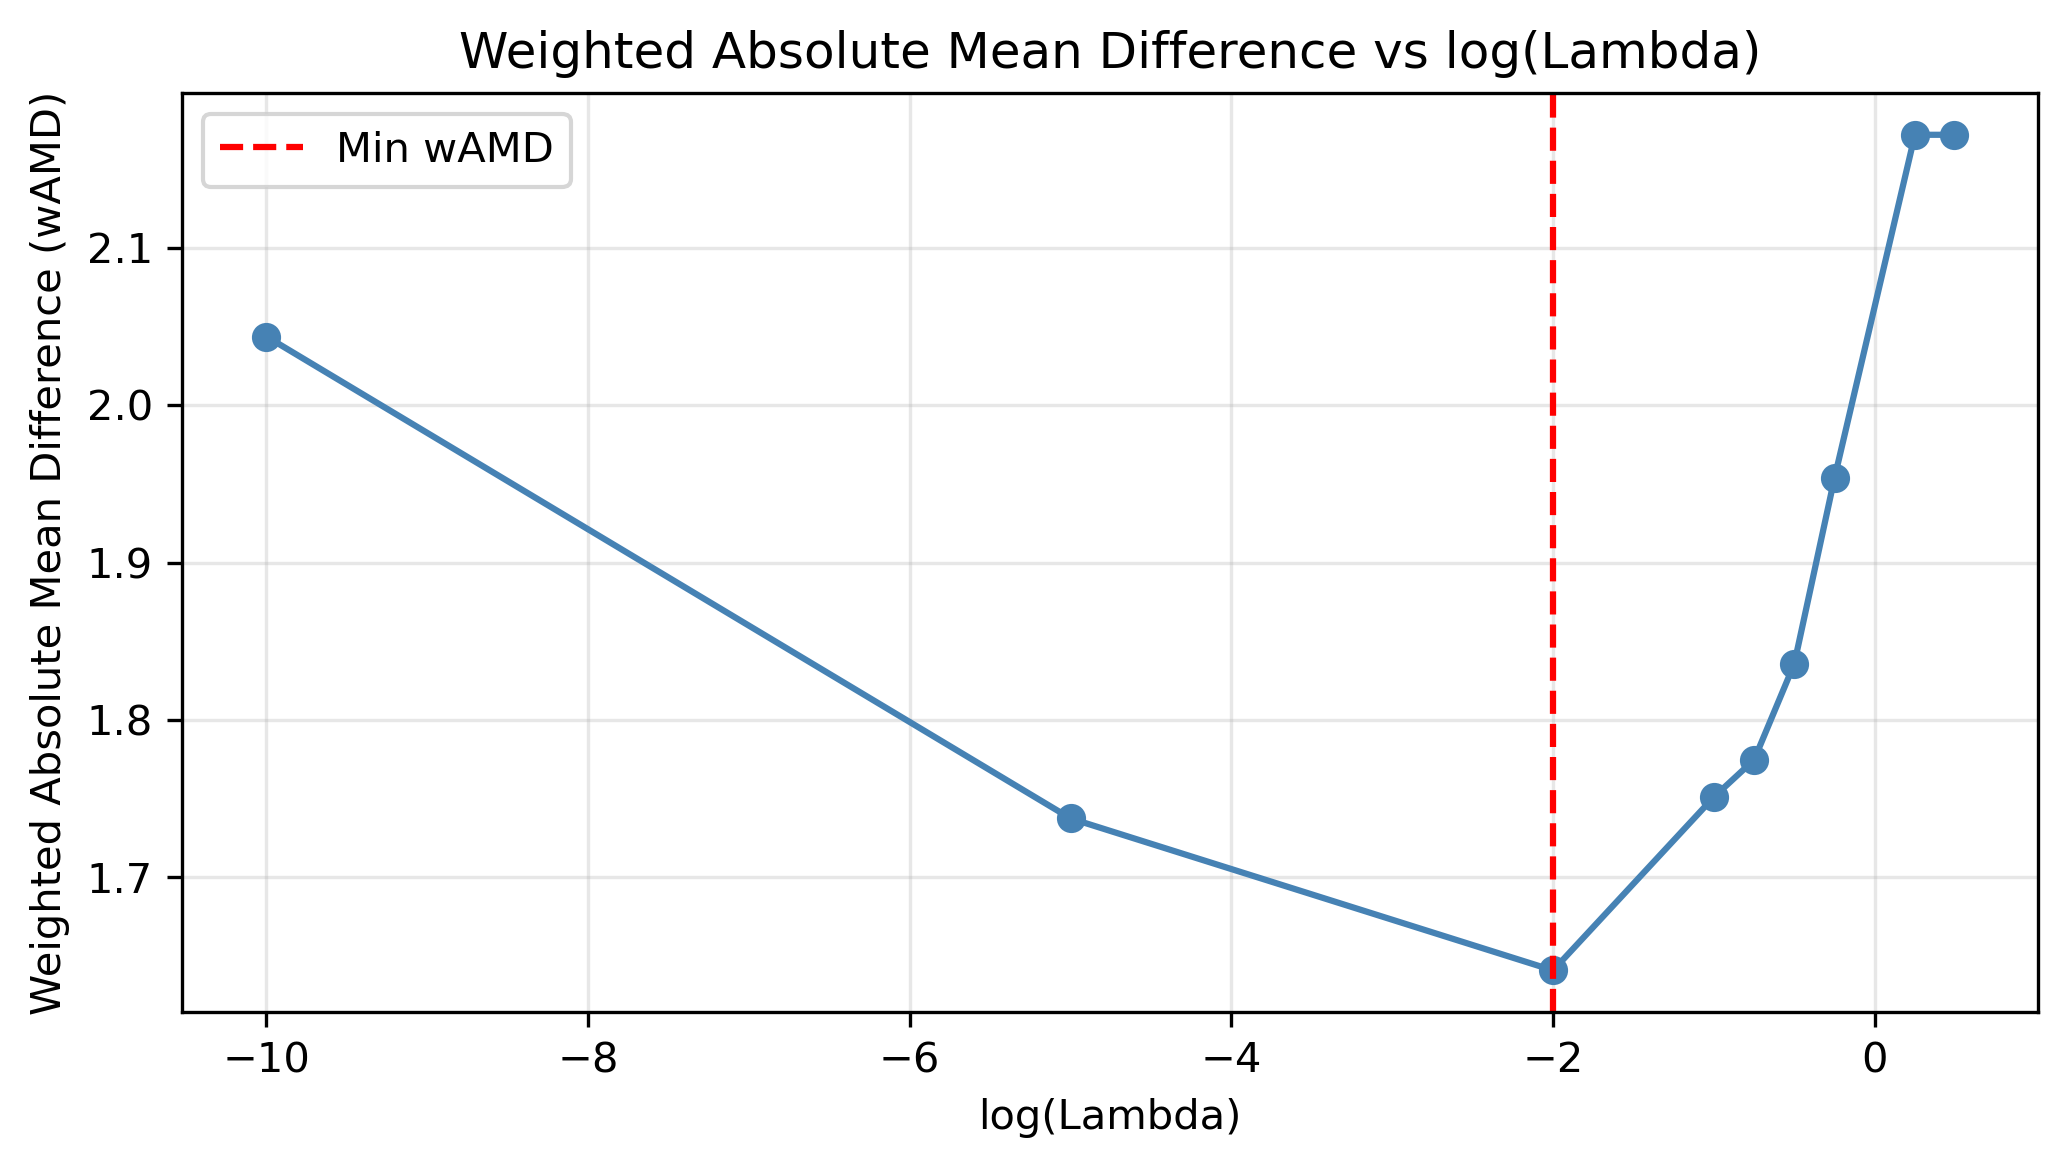 Weighted Absolute Mean Difference vs log(Lambda)
Min wAMD
Weighted Absolute Mean Difference (wAMD)
2.1
2.0
1.9
1.8
1.7
−10 −8 −6 −4 −2 0
log(Lambda)